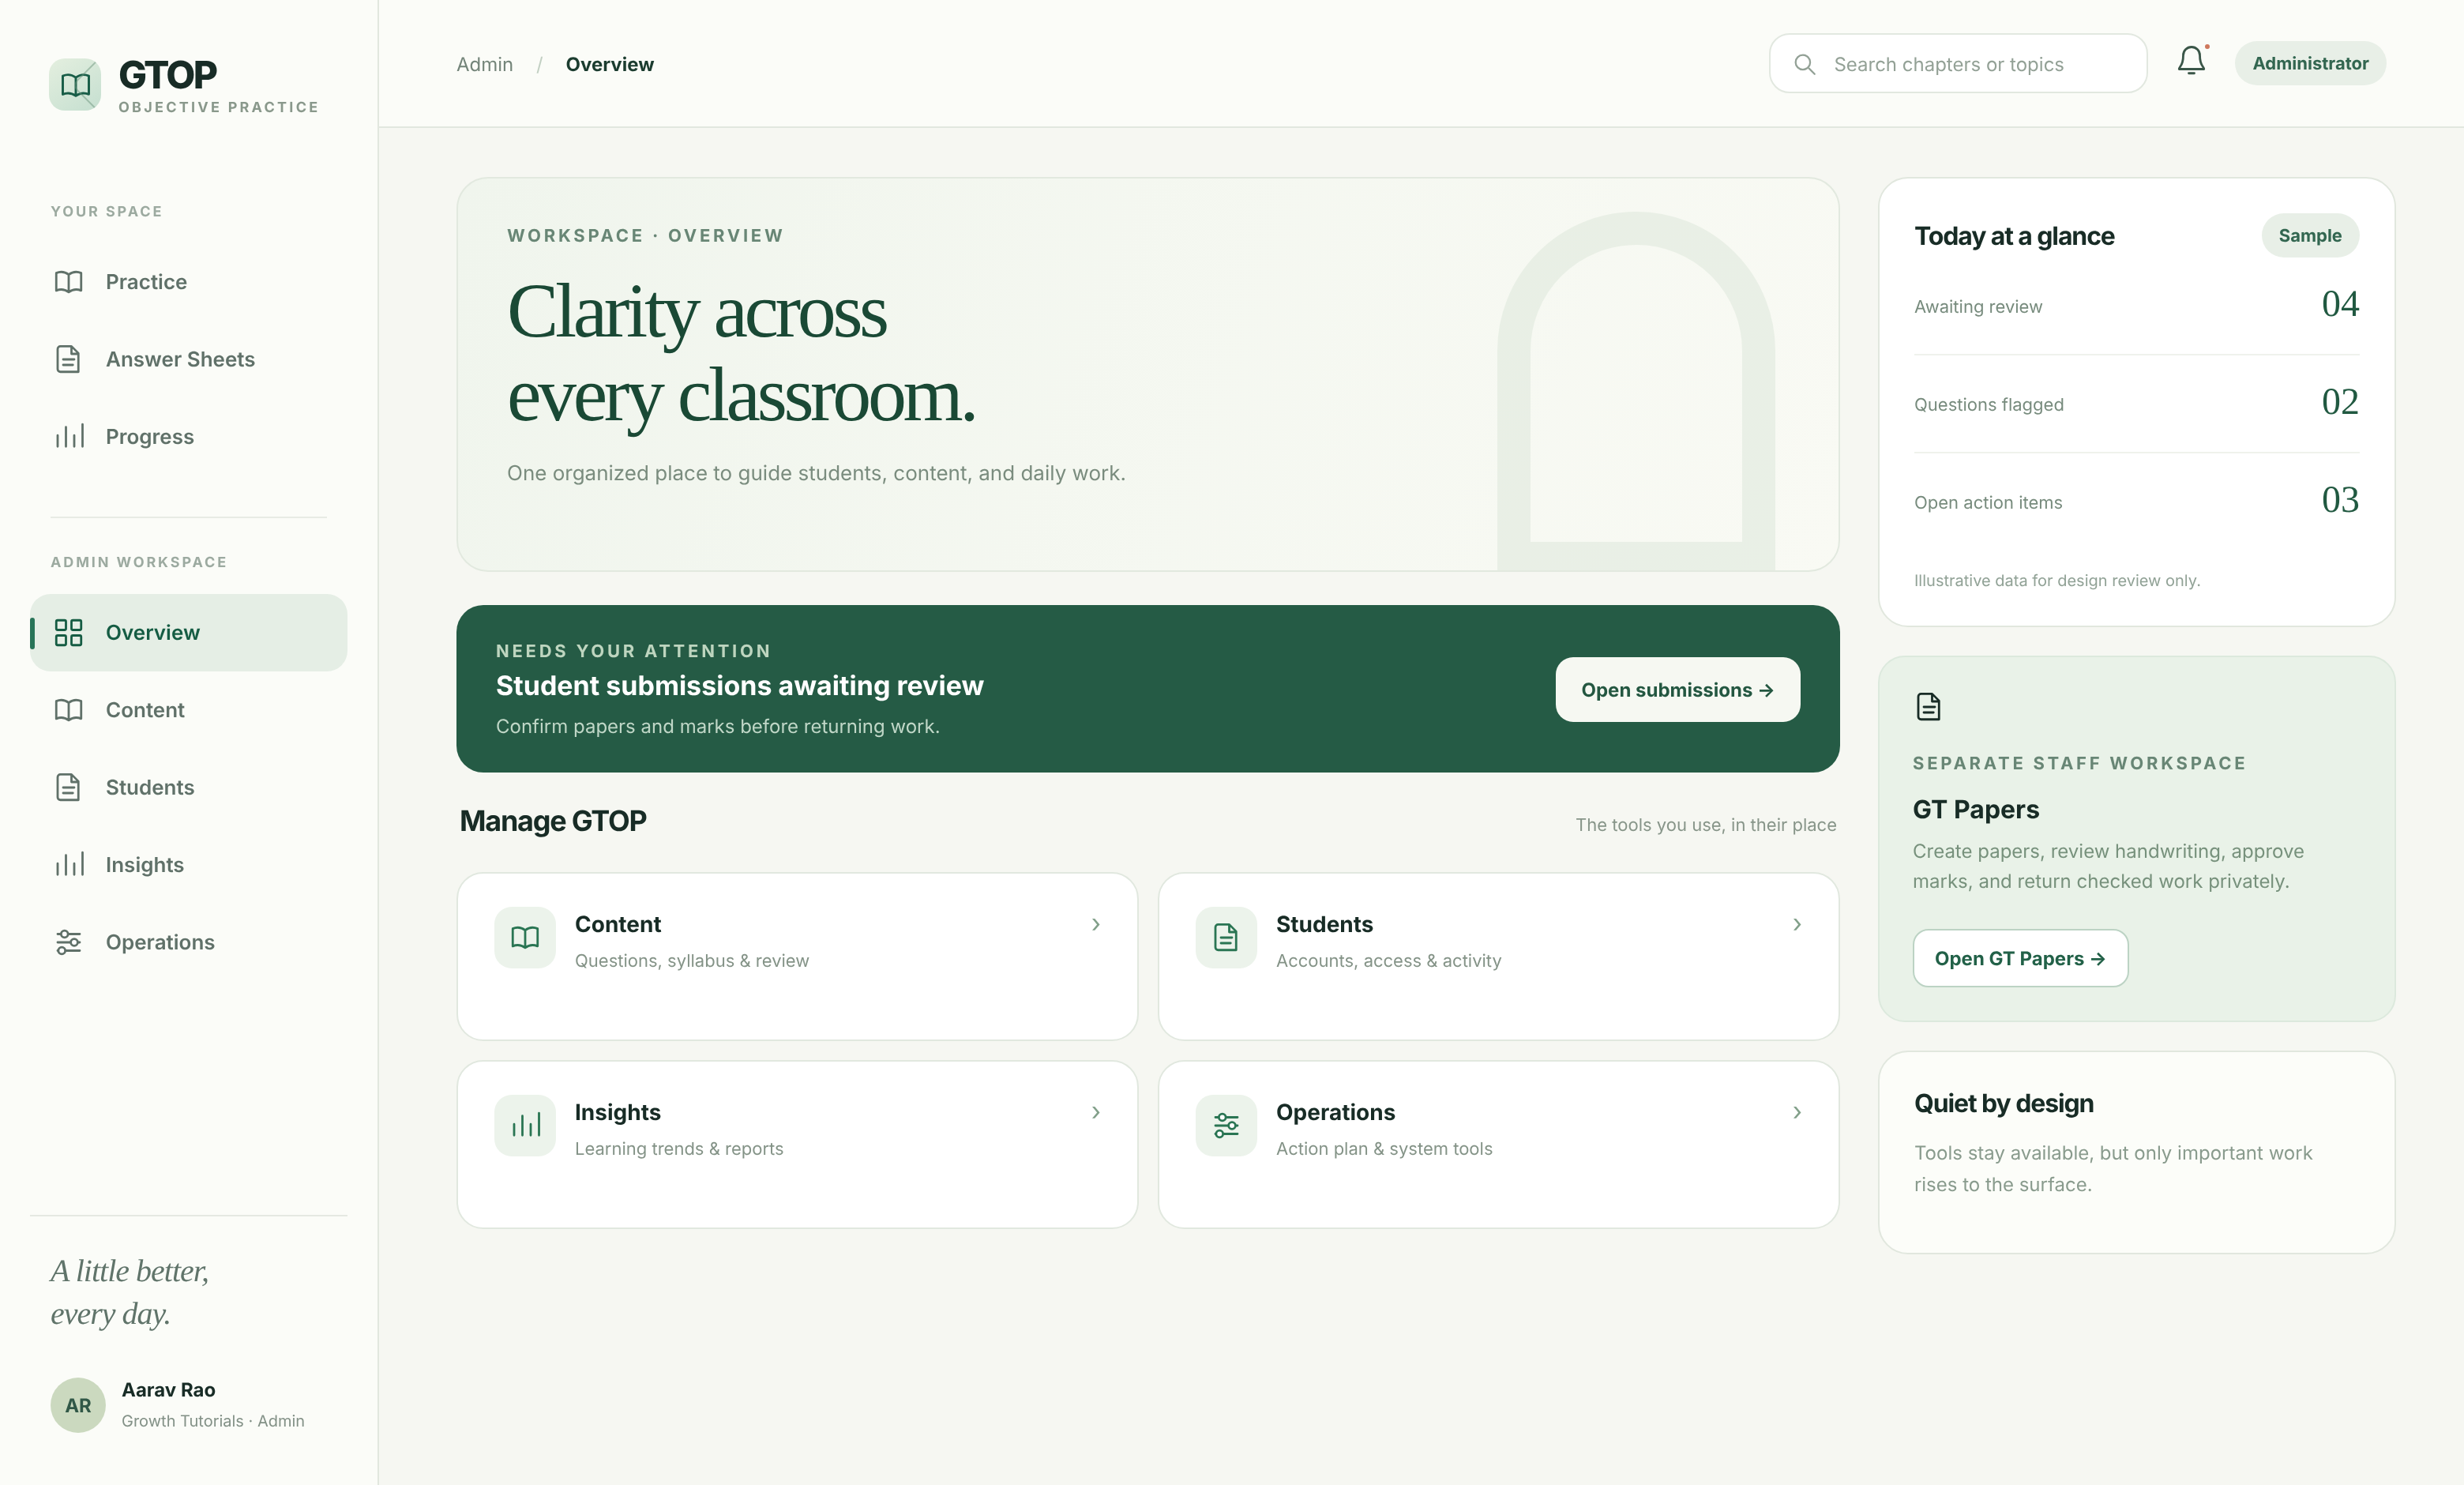 GTOP
OBJECTIVE PRACTICE
YOUR SPACE
Practice
Answer Sheets
Progress
ADMIN WORKSPACE
Overview
Content
Students
Insights
Operations
A little better,
every day.
AR
Aarav Rao
Growth Tutorials · Admin
Admin / Overview
Search chapters or topics
Administrator
WORKSPACE · OVERVIEW
Clarity across
every classroom.
One organized place to guide students, content, and daily work.
NEEDS YOUR ATTENTION
Student submissions awaiting review
Confirm papers and marks before returning work.
Open submissions →
Manage GTOP
The tools you use, in their place
Content
Questions, syllabus & review
Students
Accounts, access & activity
Insights
Learning trends & reports
Operations
Action plan & system tools
Today at a glance
Sample
Awaiting review 04
Questions flagged 02
Open action items 03
Illustrative data for design review only.
SEPARATE STAFF WORKSPACE
GT Papers
Create papers, review handwriting, approve
marks, and return checked work privately.
Open GT Papers →
Quiet by design
Tools stay available, but only important work
rises to the surface.